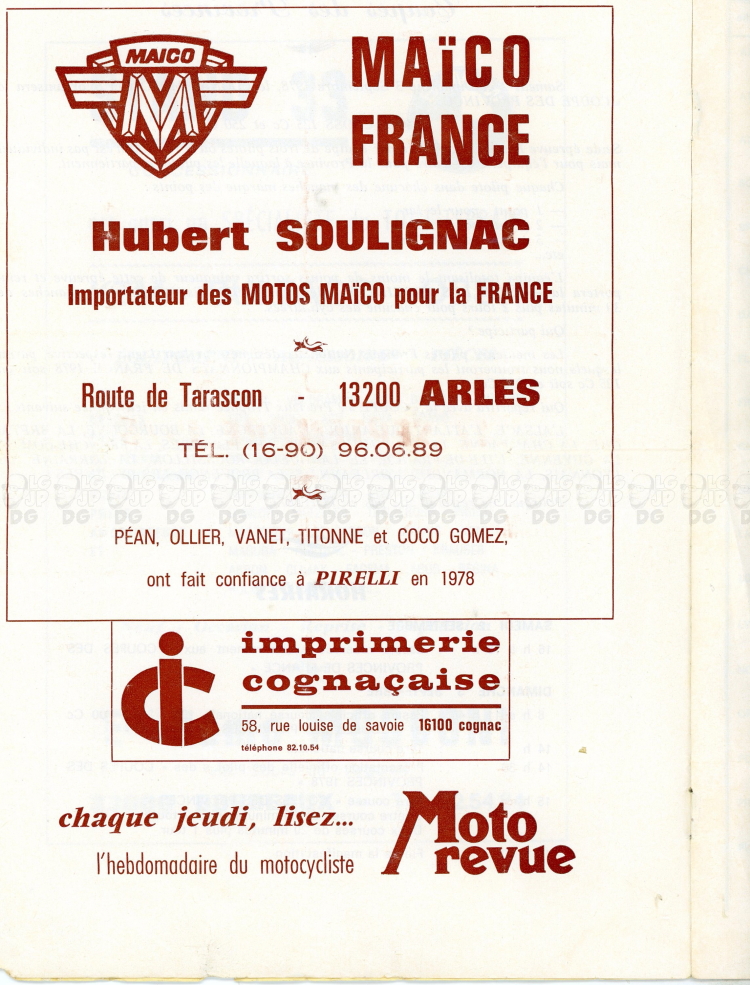 MAICO
M
MAÏCO
FRANCE
Hubert SOULIGNAC
Importateur des MOTOS MAÏCO pour la FRANCE
Route de Tarascon - 13200 ARLES
TÉL. (16-90) 96.06.89
PÉAN, OLLIER, VANET, TITONNE et COCO GOMEZ,
ont fait confiance à PIRELLI en 1978
ic
imprimerie
cognaçaise
58, rue louise de savoie 16100 cognac
téléphone 82.10.54
chaque jeudi, lisez...
l'hebdomadaire du motocycliste
Moto
revue